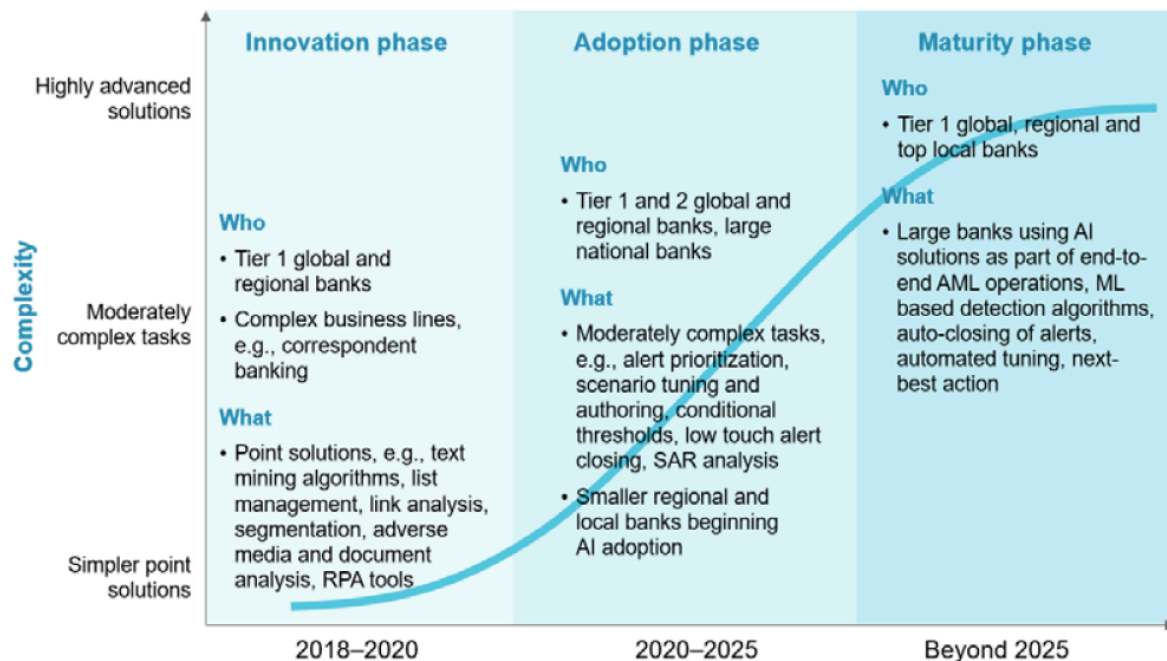 Complexity
Highly advanced
solutions
Moderately
complex tasks
Simpler point
solutions
Innovation phase
Who
• Tier 1 global and
regional banks
• Complex business lines,
e.g., correspondent
banking
What
• Point solutions, e.g., text
mining algorithms, list
management, link analysis,
segmentation, adverse
media and document
analysis, RPA tools
2018–2020
Adoption phase
Who
• Tier 1 and 2 global and
regional banks, large
national banks
What
• Moderately complex tasks,
e.g., alert prioritization,
scenario tuning and
authoring, conditional
thresholds, low touch alert
closing, SAR analysis
• Smaller regional and
local banks beginning
AI adoption
2020–2025
Maturity phase
Who
• Tier 1 global, regional and
top local banks
What
• Large banks using AI
solutions as part of end-to-
end AML operations, ML
based detection algorithms,
auto-closing of alerts,
automated tuning, next-
best action
Beyond 2025